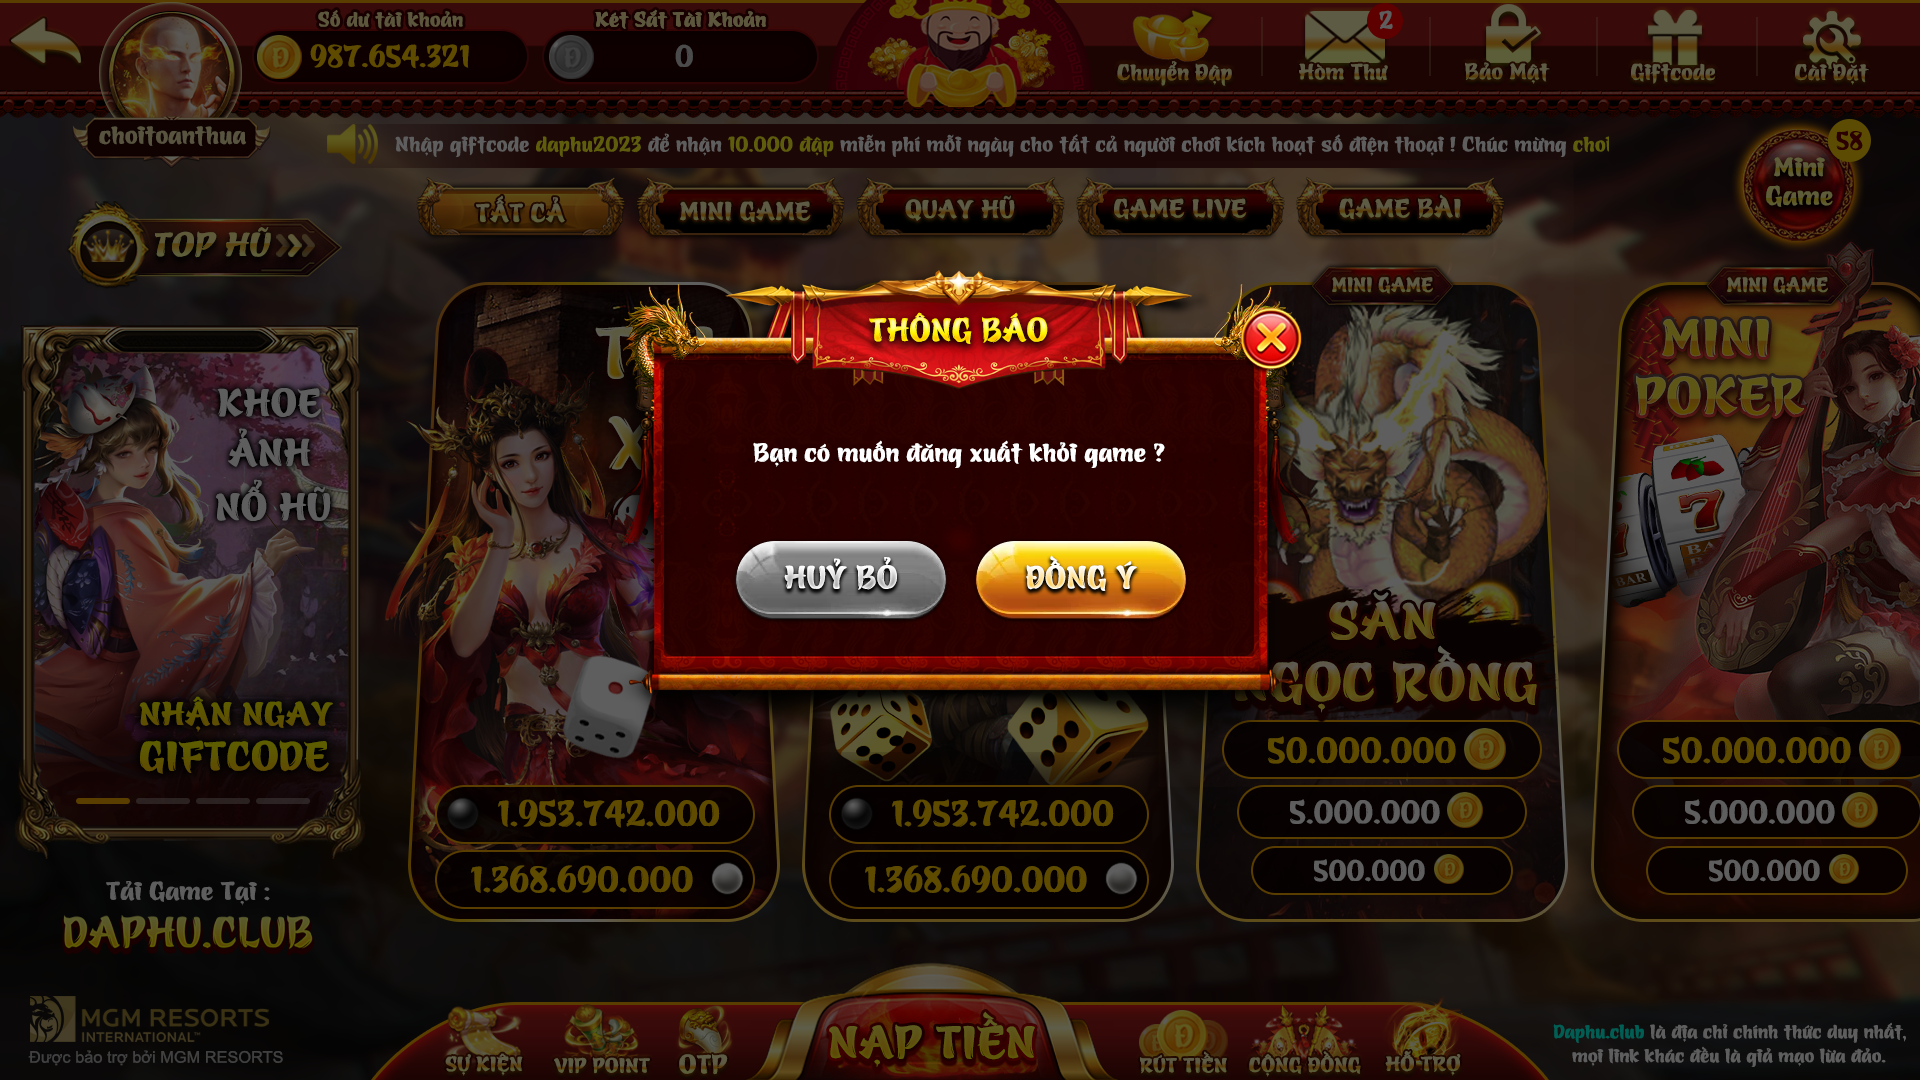 Số dư tài khoản
987.654.321
Két Sắt Tài Khoản
0
Chuyển Đập
2
Hòm Thư
Bảo Mật
Giftcode
Cài Đặt
choitoanthua
Nhập giftcode daphu2023 để nhận 10.000 đập miễn phí mỗi ngày cho tất cả người chơi kích hoạt số điện thoại ! Chúc mừng choi
58
Mini
Game
TẤT CẢ
MINI GAME
QUAY HŨ
GAME LIVE
GAME BÀI
TOP HŨ
MINI GAME
MINI GAME
THÔNG BÁO
Bạn có muốn đăng xuất khỏi game ?
HUỶ BỎ
ĐỒNG Ý
KHOE
ẢNH
NỔ HŨ
NHẬN NGAY
GIFTCODE
1.953.742.000
1.368.690.000
1.953.742.000
1.368.690.000
SĂN
NGỌC RỒNG
50.000.000
5.000.000
500.000
MINI
POKER
7
BAR
50.000.000
5.000.000
500.000
Tải Game Tại :
DAPHU.CLUB
MGM RESORTS
INTERNATIONAL™
Được bảo trợ bởi MGM RESORTS
SỰ KIỆN
VIP POINT
OTP
NẠP TIỀN
RÚT TIỀN
CỘNG ĐỒNG
HỖ TRỢ
Daphu.club là địa chỉ chính thức duy nhất,
mọi link khác đều là giả mạo lừa đảo.